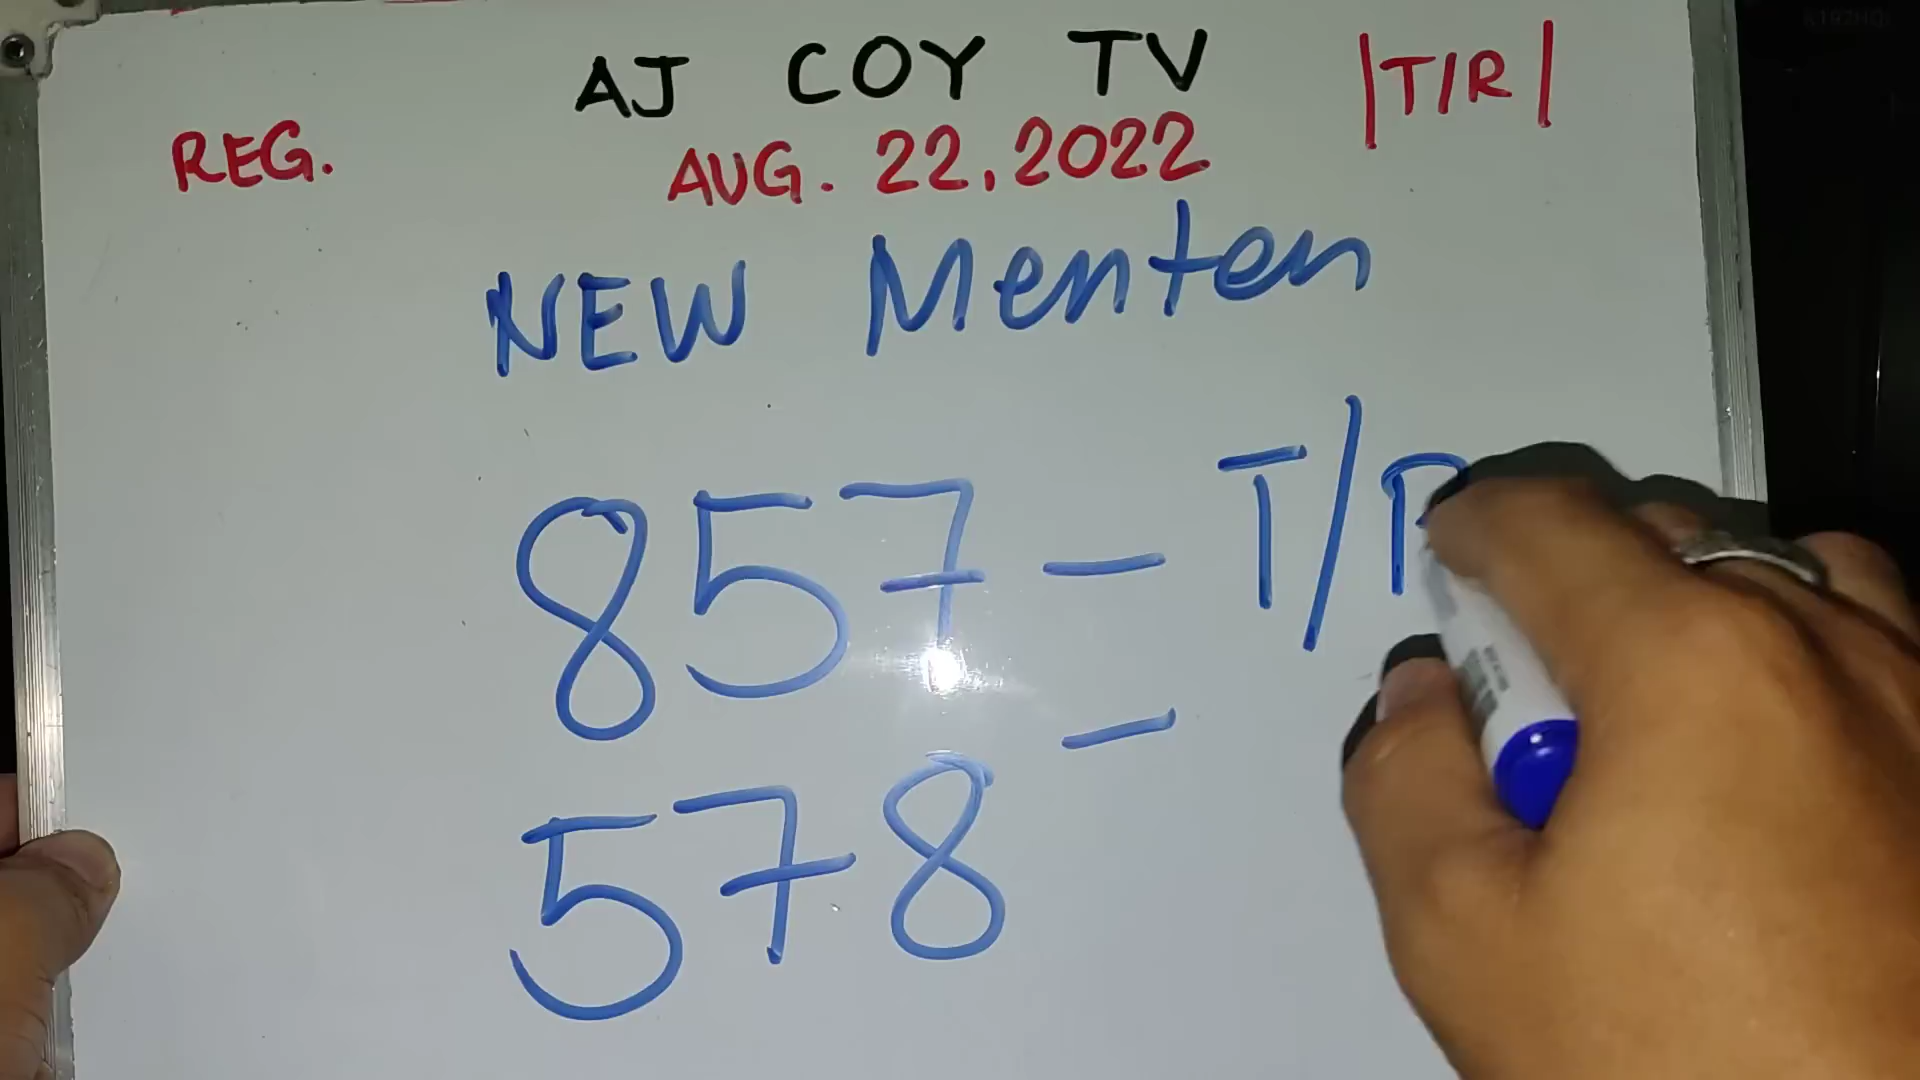 AJ COY TV |T/R|
REG. AUG. 22, 2022
NEW Menten
857 - T/R
578 -